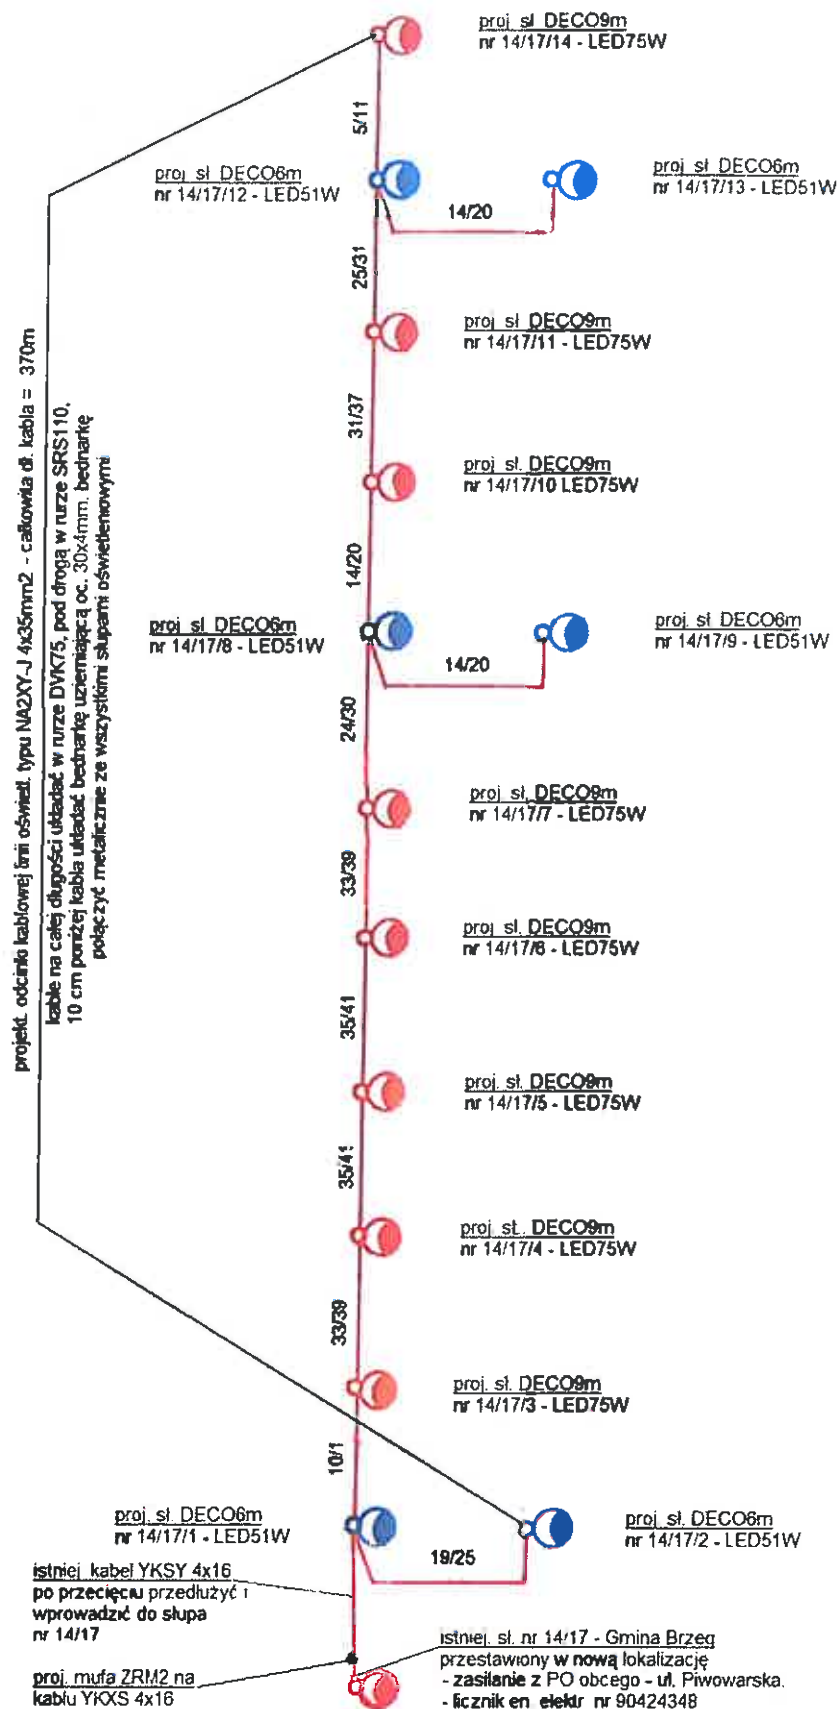 proj. sł. DECO9m
nr 14/17/14 - LED75W
5/11
proj. sł. DECO6m
nr 14/17/12 - LED51W
proj. sł. DECO6m
nr 14/17/13 - LED51W
14/20
25/31
proj. sł. DECO9m
nr 14/17/11 - LED75W
31/37
proj. sł. DECO9m
nr 14/17/10 LED75W
14/20
proj. sł. DECO6m
nr 14/17/8 - LED51W
proj. sł. DECO6m
nr 14/17/9 - LED51W
14/20
24/30
proj. sł. DECO9m
nr 14/17/7 - LED75W
33/39
proj. sł. DECO9m
nr 14/17/6 - LED75W
35/41
proj. sł. DECO9m
nr 14/17/5 - LED75W
35/41
proj. sł. DECO9m
nr 14/17/4 - LED75W
33/39
proj. sł. DECO9m
nr 14/17/3 - LED75W
10/1
proj. sł. DECO6m
nr 14/17/1 - LED51W
proj. sł. DECO6m
nr 14/17/2 - LED51W
19/25
projekt. odcinki kablowej linii oświetl. typu NA2XY-J 4x35mm2 - całkowita dł. kabla = 370m
kable na całej długości układać w rurze DVK75, pod drogą w rurze SRS110,
10 cm poniżej kabla układać bednarkę uziemiającą oc. 30x4mm. bednarkę
połączyć metalicznie ze wszystkimi słupami oświetleniowymi
istniej. kabel YKSY 4x16
po przecięciu przedłużyć i
wprowadzić do słupa
nr 14/17
proj. mufa ZRM2 na
kablu YKXS 4x16
istniej. sł. nr 14/17 - Gmina Brzeg
przestawiony w nową lokalizację
- zasilanie z PO obcego - ul. Piwowarska.
- licznik en. elektr nr 90424348